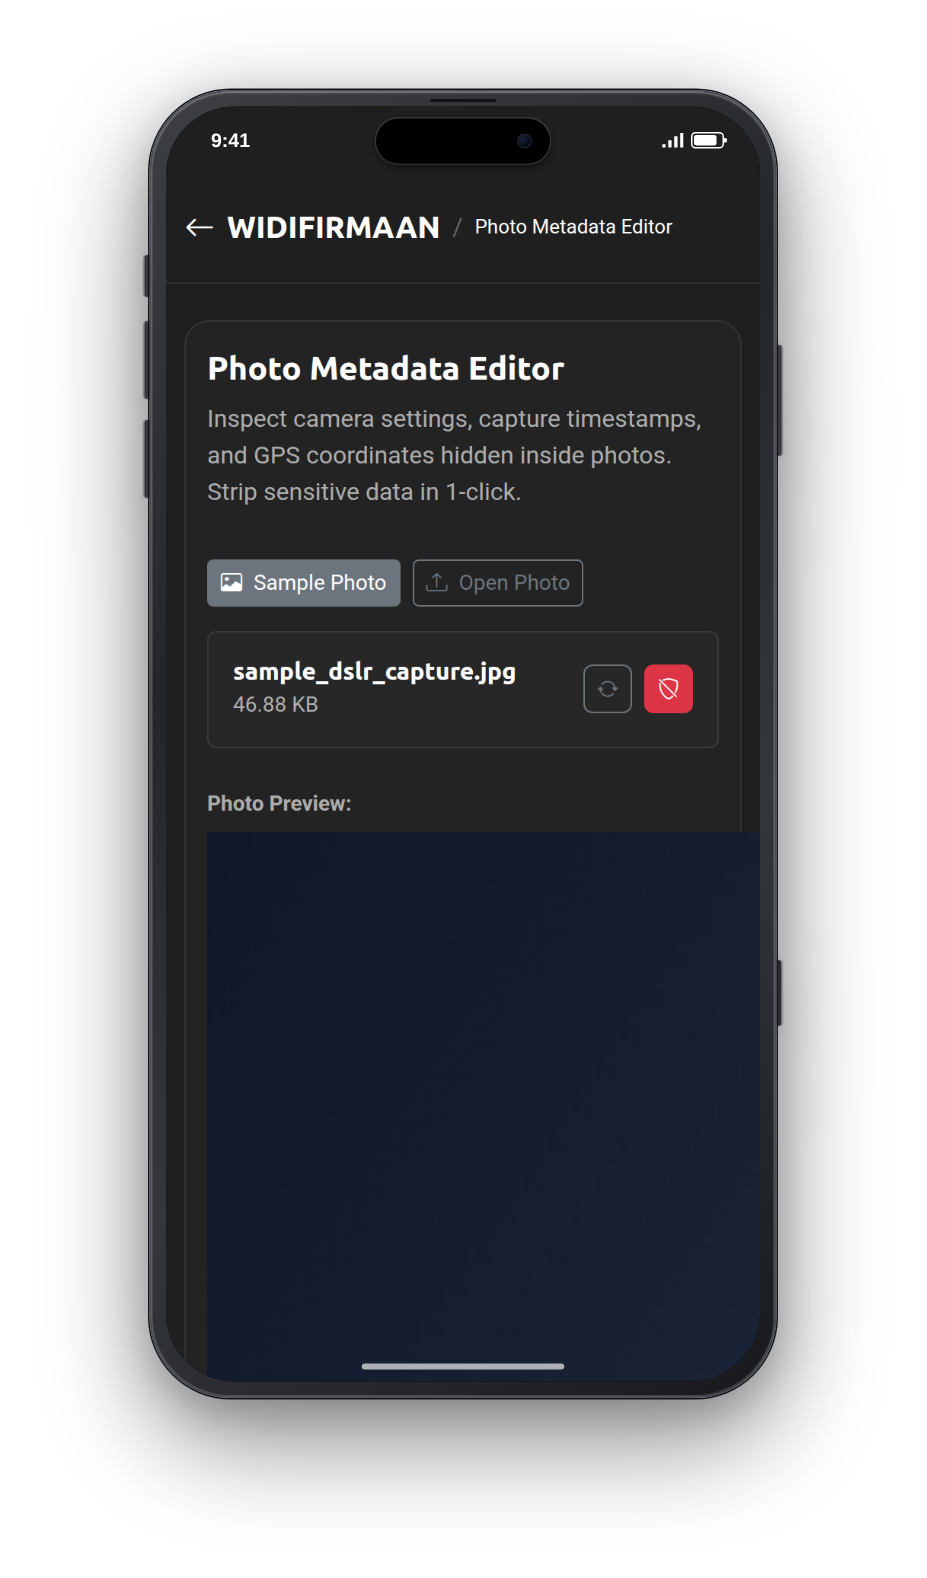 9:41
WIDIFIRMAAN / Photo Metadata Editor
Photo Metadata Editor
Inspect camera settings, capture timestamps,
and GPS coordinates hidden inside photos.
Strip sensitive data in 1-click.
Sample Photo
Open Photo
sample_dslr_capture.jpg
46.88 KB
Photo Preview: